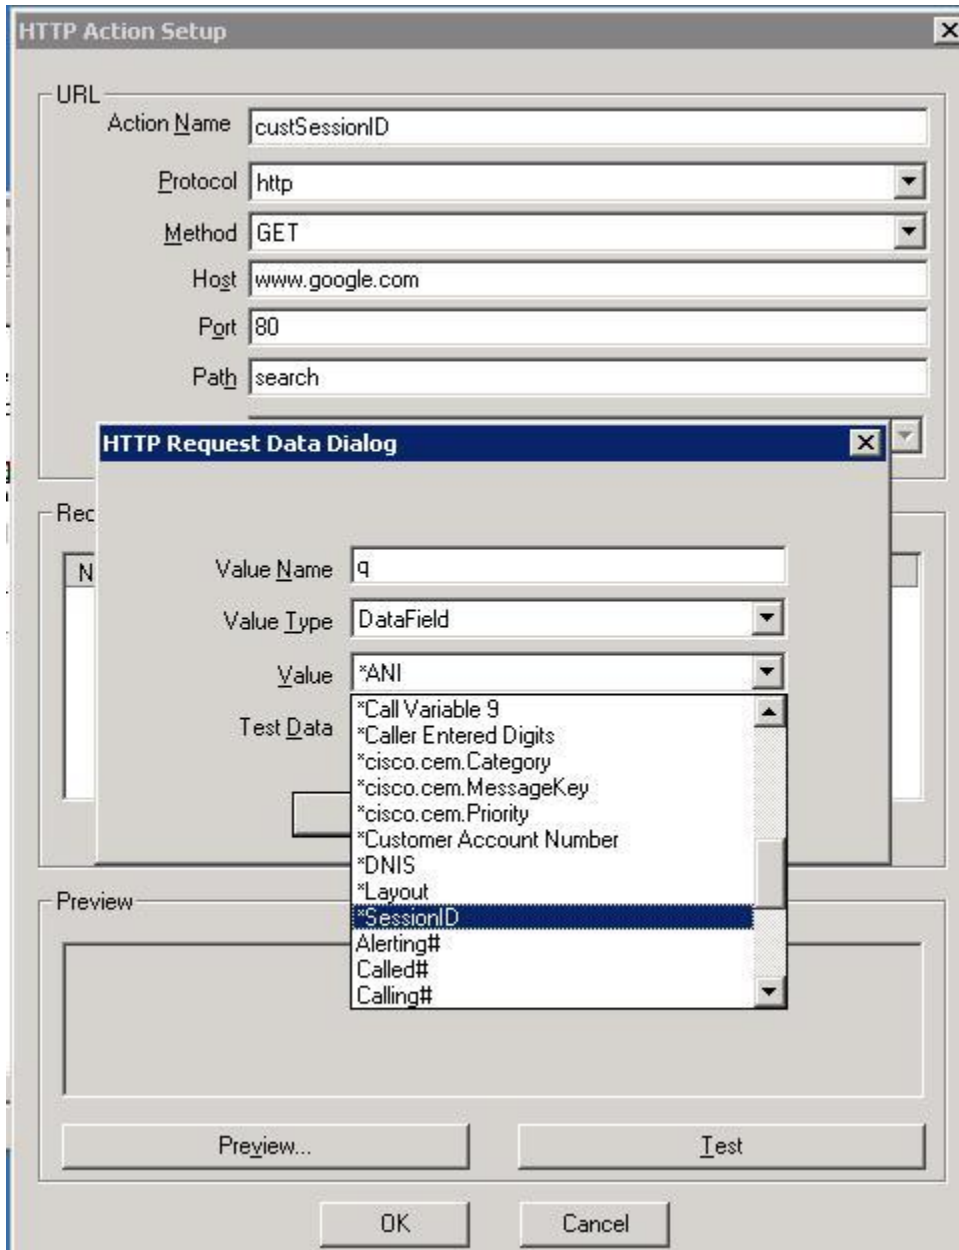 HTTP Action Setup
URL
Action Name custSessionID
Protocol http
Method GET
Host www.google.com
Port 80
Path search
HTTP Request Data Dialog
Rec
N
Value Name q
Value Type DataField
Value *ANI
Test Data
*Call Variable 9
*Caller Entered Digits
*cisco.cem.Category
*cisco.cem.MessageKey
*cisco.cem.Priority
*Customer Account Number
*DNIS
*Layout
*SessionID
Alerting#
Called#
Calling#
Preview
Preview... Test
OK Cancel